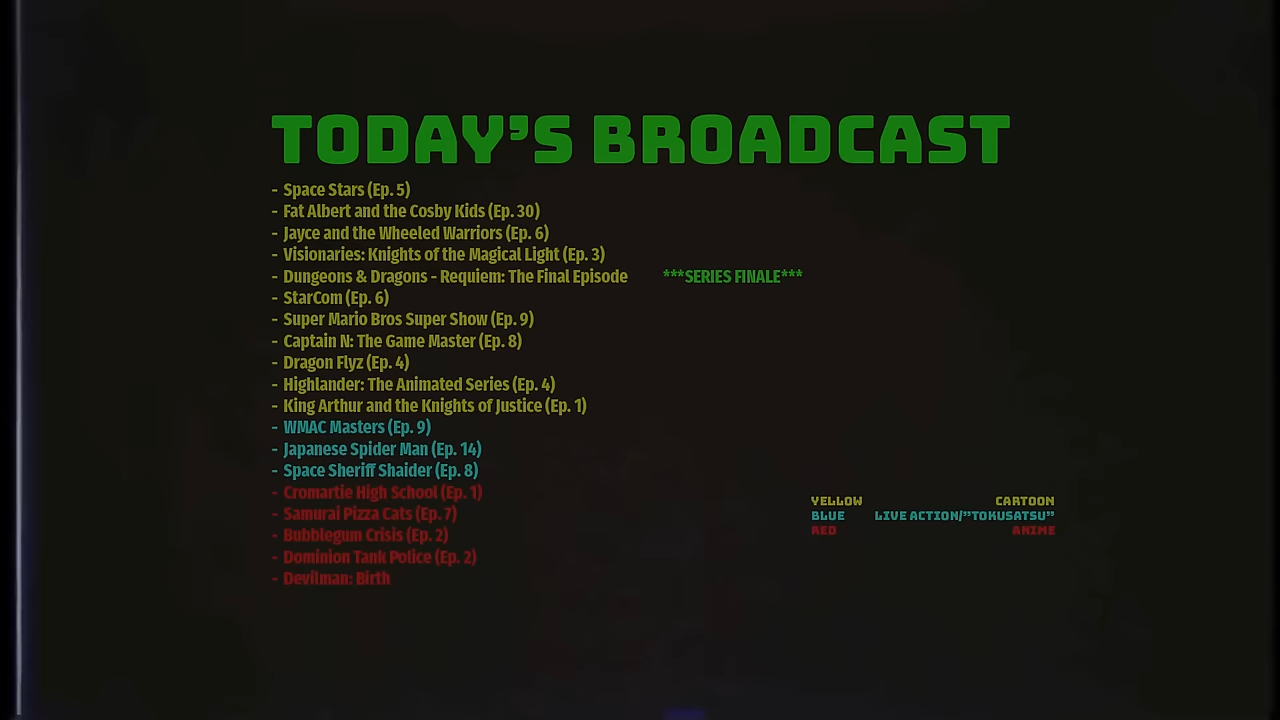 TODAY'S BROADCAST
- Space Stars (Ep. 5)
- Fat Albert and the Cosby Kids (Ep. 30)
- Jayce and the Wheeled Warriors (Ep. 6)
- Visionaries: Knights of the Magical Light (Ep. 3)
- Dungeons & Dragons - Requiem: The Final Episode ***SERIES FINALE***
- StarCom (Ep. 6)
- Super Mario Bros Super Show (Ep. 9)
- Captain N: The Game Master (Ep. 8)
- Dragon Flyz (Ep. 4)
- Highlander: The Animated Series (Ep. 4)
- King Arthur and the Knights of Justice (Ep. 1)
- WMAC Masters (Ep. 9)
- Japanese Spider Man (Ep. 14)
- Space Sheriff Shaider (Ep. 8)
- Cromartie High School (Ep. 1)
- Samurai Pizza Cats (Ep. 7)
- Bubblegum Crisis (Ep. 2)
- Dominion Tank Police (Ep. 2)
- Devilman: Birth
YELLOW CARTOON
BLUE LIVE ACTION/"TOKUSATSU"
RED ANIME